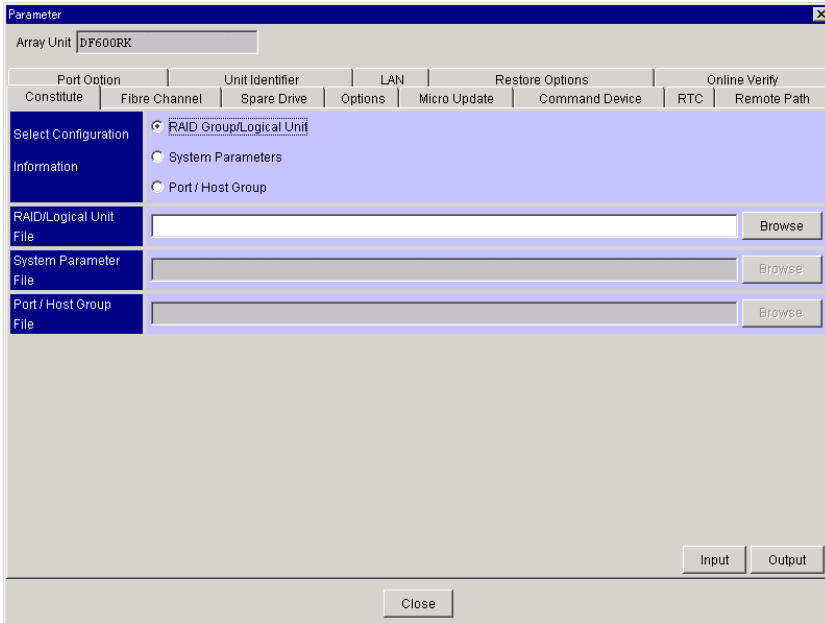 Parameter
Array Unit DF600RK
Port Option Unit Identifier LAN Restore Options Online Verify
Constitute Fibre Channel Spare Drive Options Micro Update Command Device RTC Remote Path
Select Configuration
Information
RAID Group/Logical Unit
System Parameters
Port / Host Group
RAID/Logical Unit
File
Browse
System Parameter
File
Browse
Port / Host Group
File
Browse
Input Output
Close